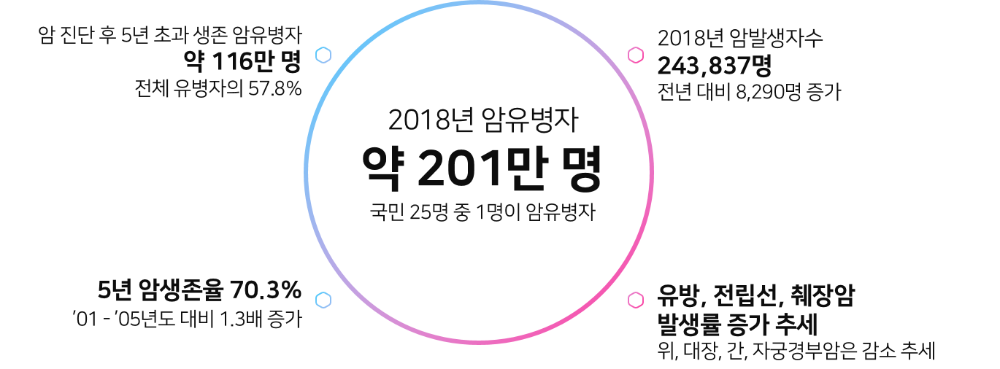 암 진단 후 5년 초과 생존 암유병자
약 116만 명
전체 유병자의 57.8%
2018년 암발생자수
243,837명
전년 대비 8,290명 증가
2018년 암유병자
약 201만 명
국민 25명 중 1명이 암유병자
5년 암생존율 70.3%
’01 - ’05년도 대비 1.3배 증가
유방, 전립선, 췌장암
발생률 증가 추세
위, 대장, 간, 자궁경부암은 감소 추세